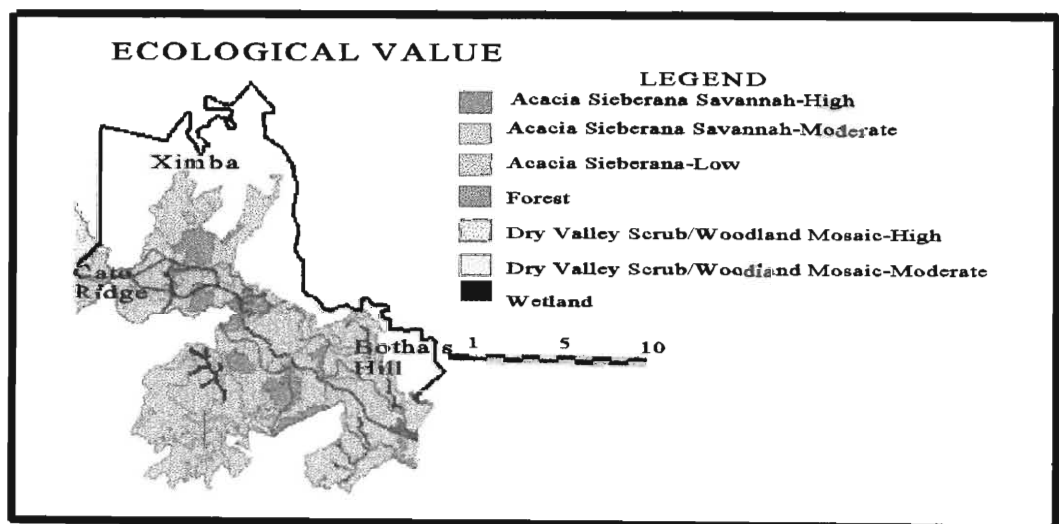 ECOLOGICAL VALUE
LEGEND
Acacia Sieberana Savannah-High
Acacia Sieberana Savannah-Moderate
Acacia Sieberana-Low
Forest
Dry Valley Scrub/Woodland Mosaic-High
Dry Valley Scrub/Woodland Mosaic-Moderate
Wetland
Ximba
Cato
Ridge
Botha's
Hill
1 5 10